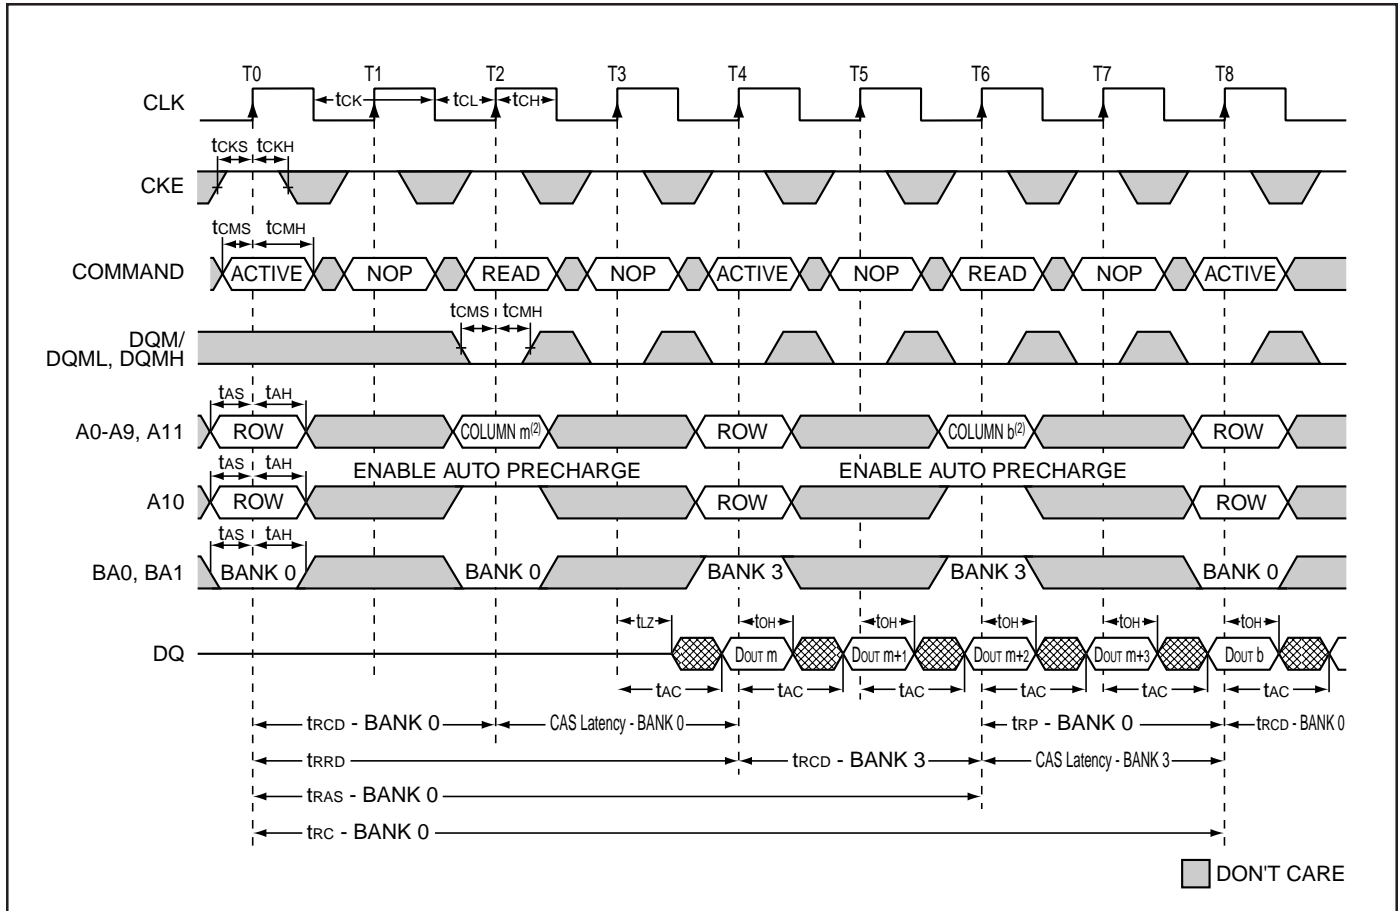 T0 T1 T2 T3 T4 T5 T6 T7 T8
CLK tCK tCL tCH
tCKS tCKH
CKE
tCMS tCMH
COMMAND ACTIVE NOP READ NOP ACTIVE NOP READ NOP ACTIVE
tCMS tCMH
DQM/
DQML, DQMH
tAS tAH
A0-A9, A11 ROW COLUMN m(2) ROW COLUMN b(2) ROW
tAS tAH ENABLE AUTO PRECHARGE ENABLE AUTO PRECHARGE
A10 ROW ROW ROW
tAS tAH
BA0, BA1 BANK 0 BANK 0 BANK 3 BANK 3 BANK 0
tLZ tOH tOH tOH tOH tOH
DQ DOUT m DOUT m+1 DOUT m+2 DOUT m+3 DOUT b
tAC tAC tAC tAC tAC tAC
tRCD - BANK 0 CAS Latency - BANK 0 tRP - BANK 0 tRCD - BANK 0
tRRD tRCD - BANK 3 CAS Latency - BANK 3
tRAS - BANK 0
tRC - BANK 0
DON'T CARE